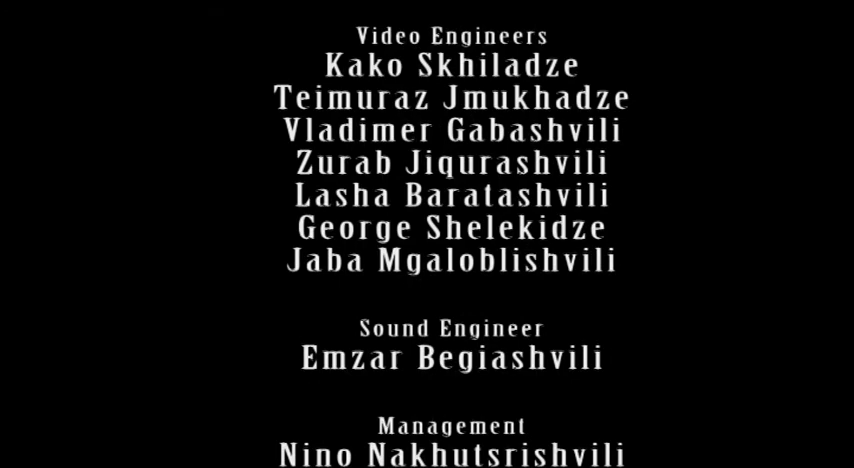 Video Engineers
Kako Skhiladze
Teimuraz Jmukhadze
Vladimer Gabashvili
Zurab Jiqurashvili
Lasha Baratashvili
George Shelekidze
Jaba Mgaloblishvili
Sound Engineer
Emzar Begiashvili
Management
Nino Nakhutsrishvili